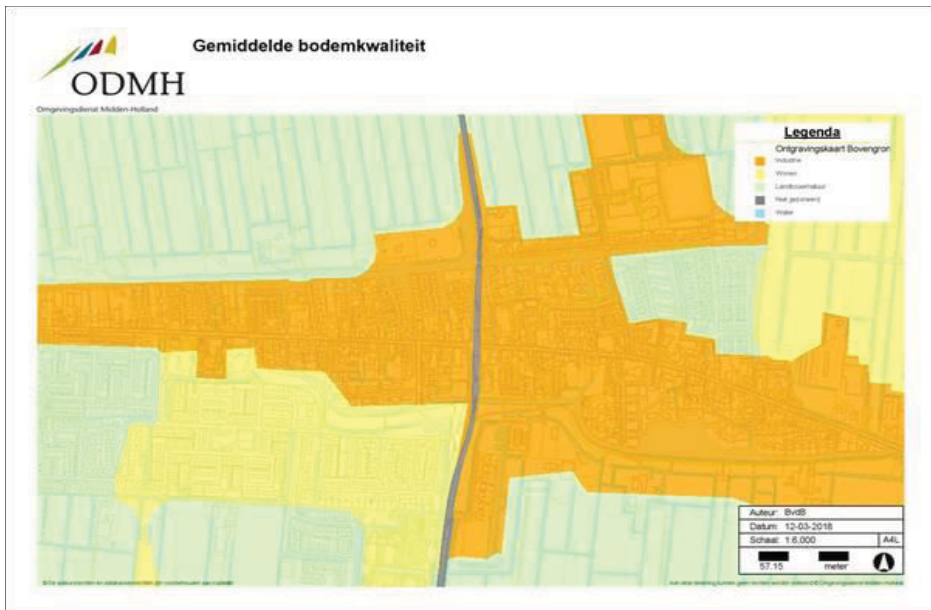 Gemiddelde bodemkwaliteit
ODMH
Omgevingsdienst Midden-Holland
Legenda
Ontgravingskaart Bovengron
Industrie
Wonen
Landbouw/natuur
Niet gezoneerd
Water
Auteur: BvdB
Datum: 12-03-2018
Schaal: 1:6.000
A4L
57.15 meter